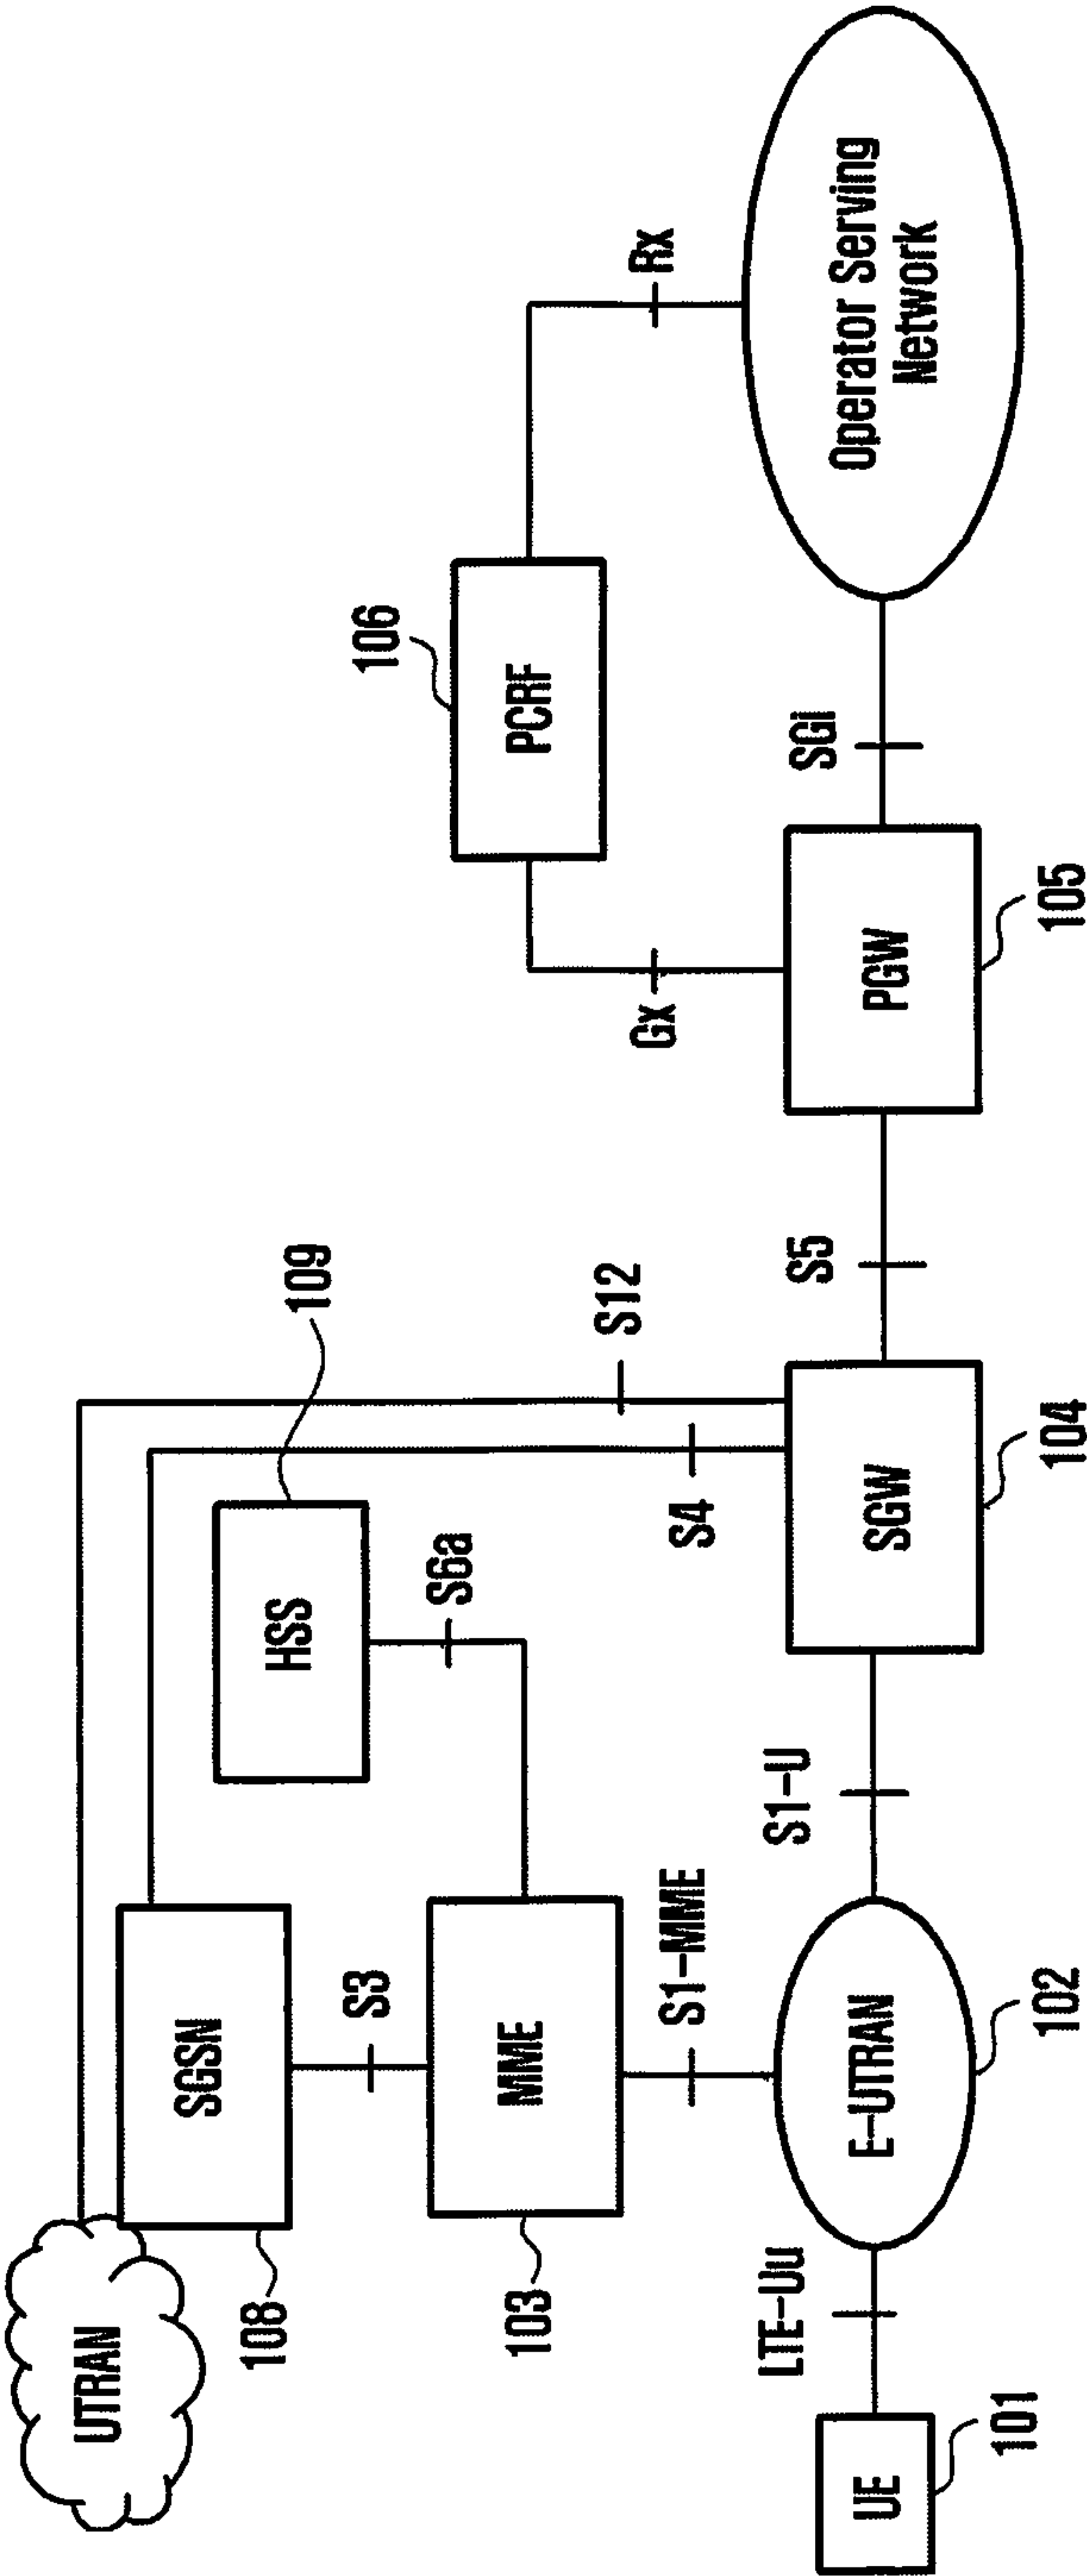 UTRAN
SGSN
108
HSS
109
S3
S6a
S12
S4
MME
103
S1-MME
PCRF
106
Gx
Rx
UE
101
LTE-Uu
E-UTRAN
102
S1-U
SGW
104
S5
PGW
105
SGi
Operator Serving
Network